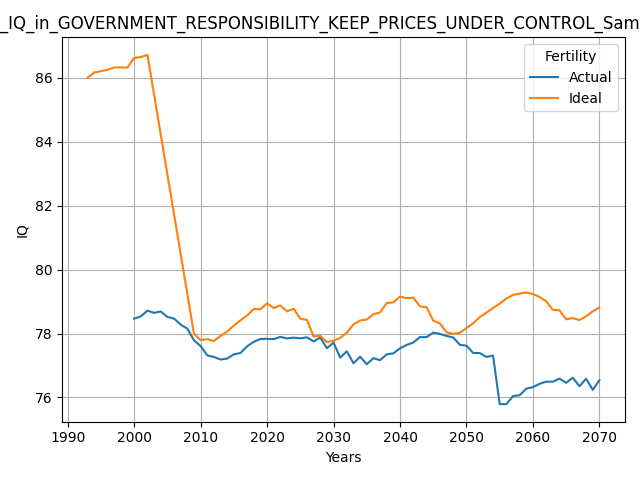 _IQ_in_GOVERNMENT_RESPONSIBILITY_KEEP_PRICES_UNDER_CONTROL_Sam
Fertility
Actual
Ideal
IQ
86
84
82
80
78
76
1990 2000 2010 2020 2030 2040 2050 2060 2070
Years